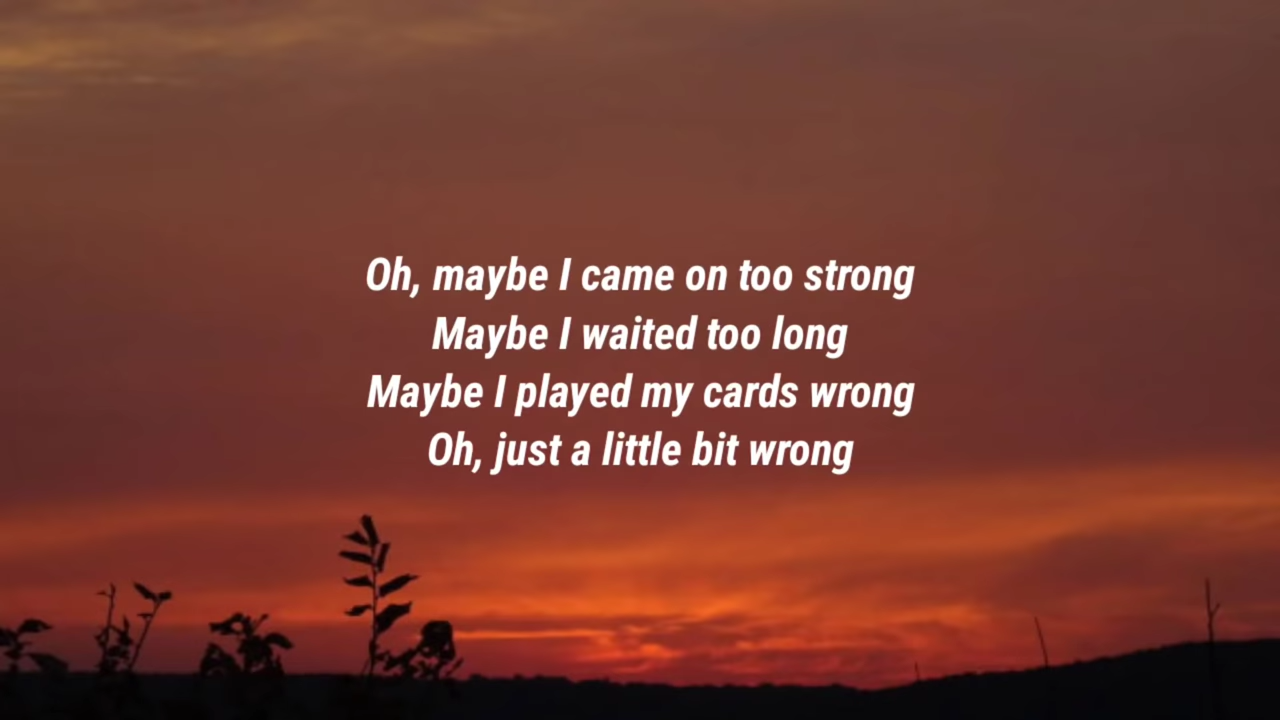 Oh, maybe I came on too strong
Maybe I waited too long
Maybe I played my cards wrong
Oh, just a little bit wrong